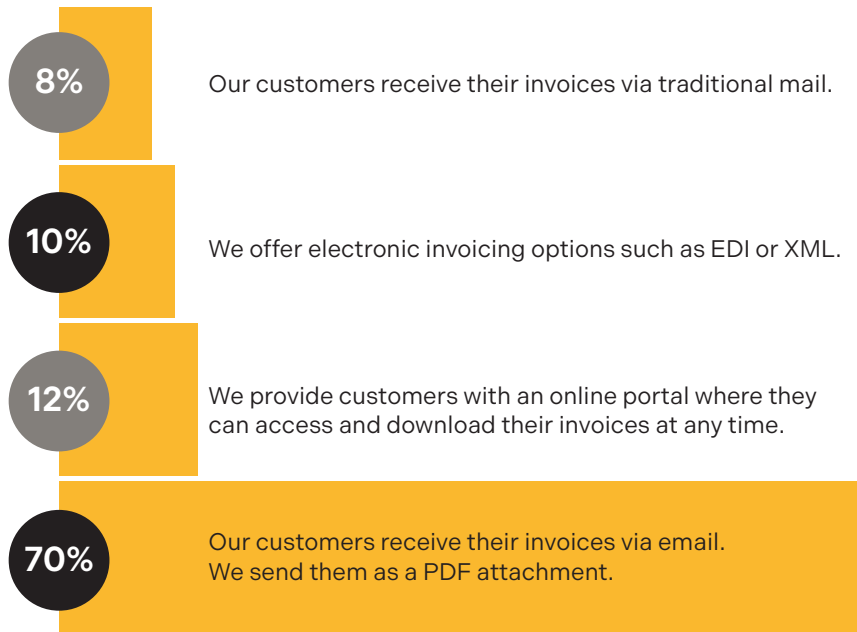 8%
Our customers receive their invoices via traditional mail.
10%
We offer electronic invoicing options such as EDI or XML.
12%
We provide customers with an online portal where they
can access and download their invoices at any time.
70%
Our customers receive their invoices via email.
We send them as a PDF attachment.